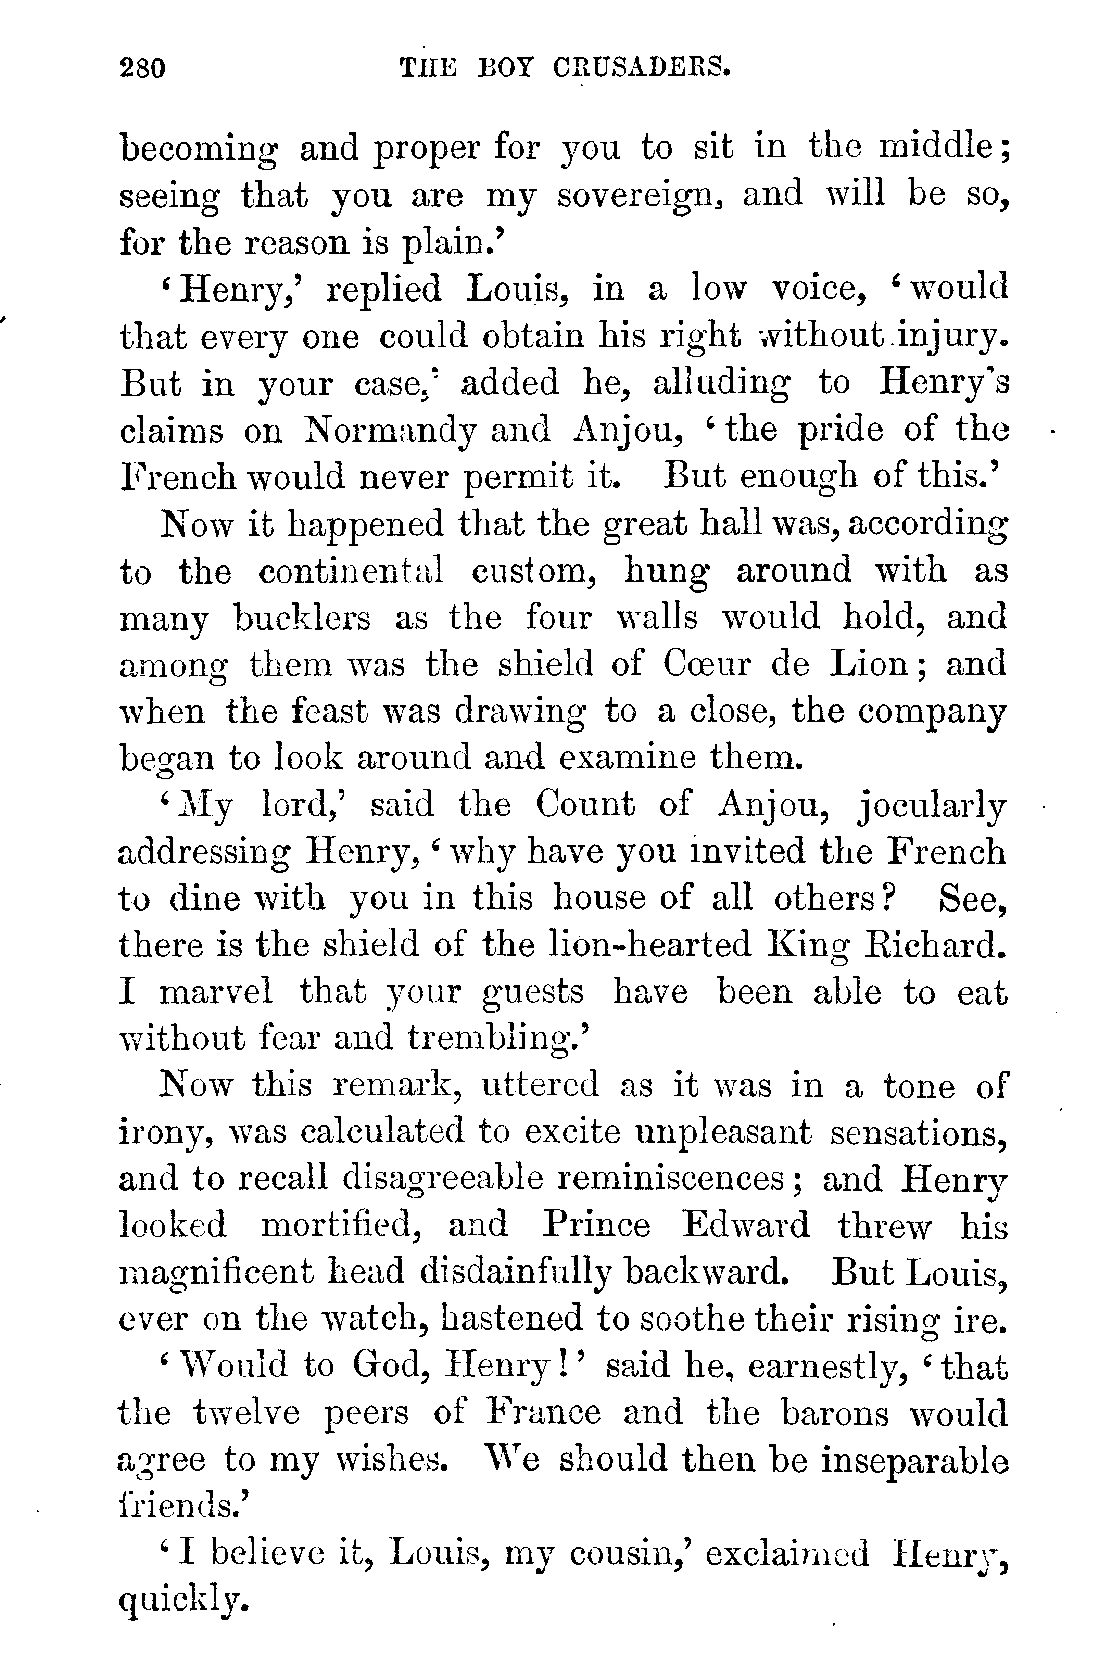 280 THE BOY CRUSADERS.
becoming and proper for you to sit in the middle;
seeing that you are my sovereign, and will be so,
for the reason is plain.’
‘Henry,’ replied Louis, in a low voice, ‘would
that every one could obtain his right without injury.
But in your case,’ added he, alluding to Henry’s
claims on Normandy and Anjou, ‘the pride of the
French would never permit it. But enough of this.’
Now it happened that the great hall was, according
to the continental custom, hung around with as
many bucklers as the four walls would hold, and
among them was the shield of Cœur de Lion; and
when the feast was drawing to a close, the company
began to look around and examine them.
‘My lord,’ said the Count of Anjou, jocularly
addressing Henry, ‘why have you invited the French
to dine with you in this house of all others? See,
there is the shield of the lion-hearted King Richard.
I marvel that your guests have been able to eat
without fear and trembling.’
Now this remark, uttered as it was in a tone of
irony, was calculated to excite unpleasant sensations,
and to recall disagreeable reminiscences; and Henry
looked mortified, and Prince Edward threw his
magnificent head disdainfully backward. But Louis,
ever on the watch, hastened to soothe their rising ire.
‘Would to God, Henry!’ said he, earnestly, ‘that
the twelve peers of France and the barons would
agree to my wishes. We should then be inseparable
friends.’
‘I believe it, Louis, my cousin,’ exclaimed Henry,
quickly.